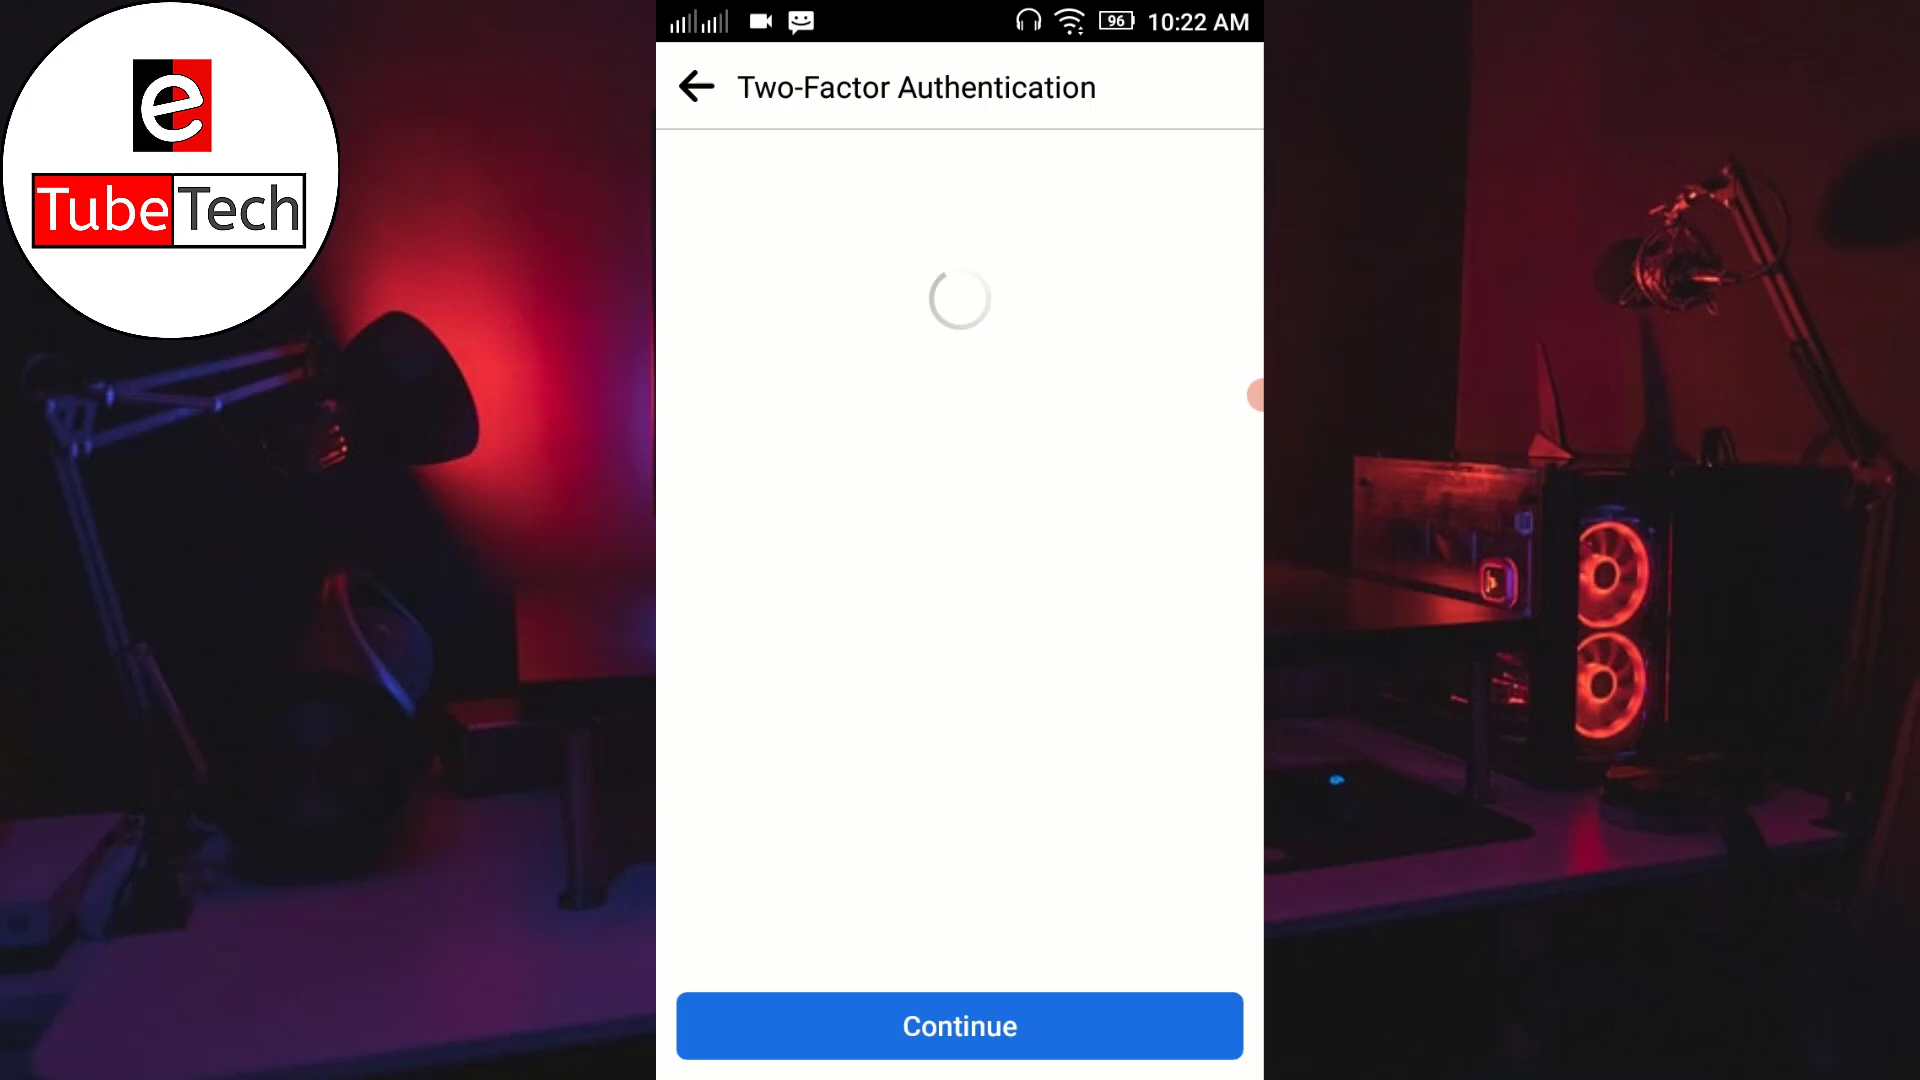 e
TubeTech
96 10:22 AM
Two-Factor Authentication
Continue